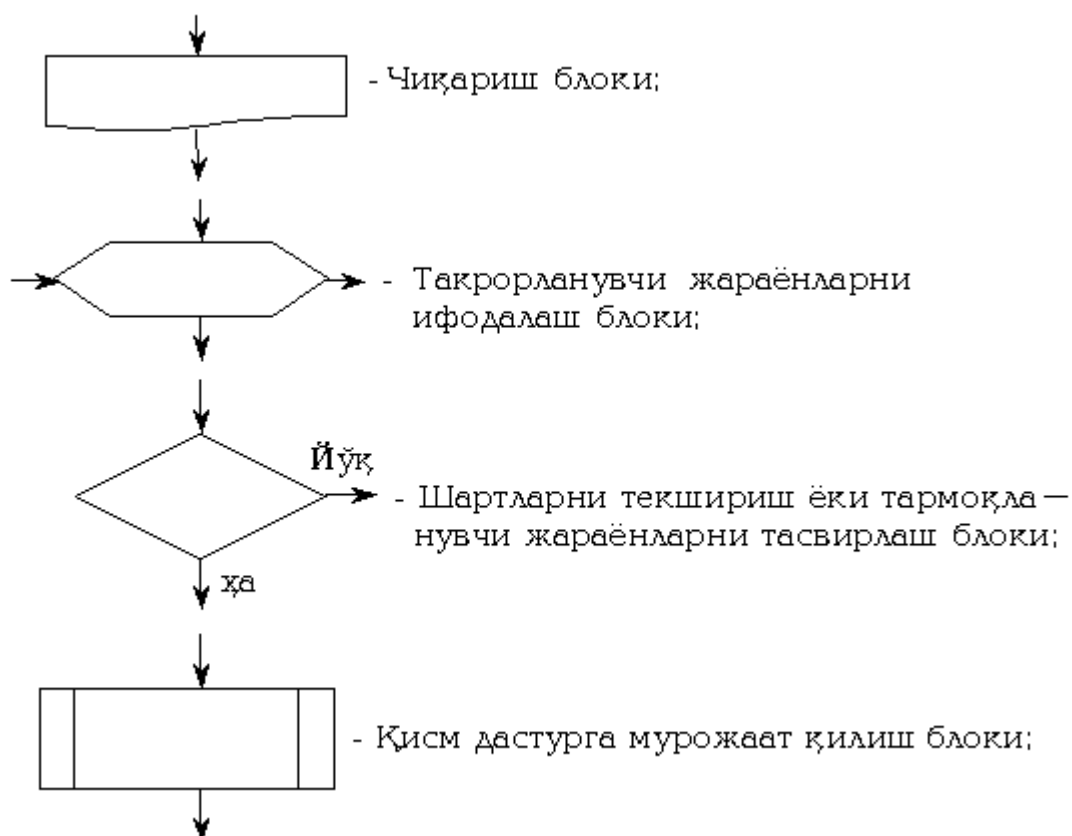 - Чиқариш блоки;
- Такрорланувчи жараёнларни
ифодалаш блоки;
Йўқ
- Шартларни текшириш ёки тармоқла—
нувчи жараёнларни тасвирлаш блоки;
ҳа
- Қисм дастурга мурожаат қилиш блоки;